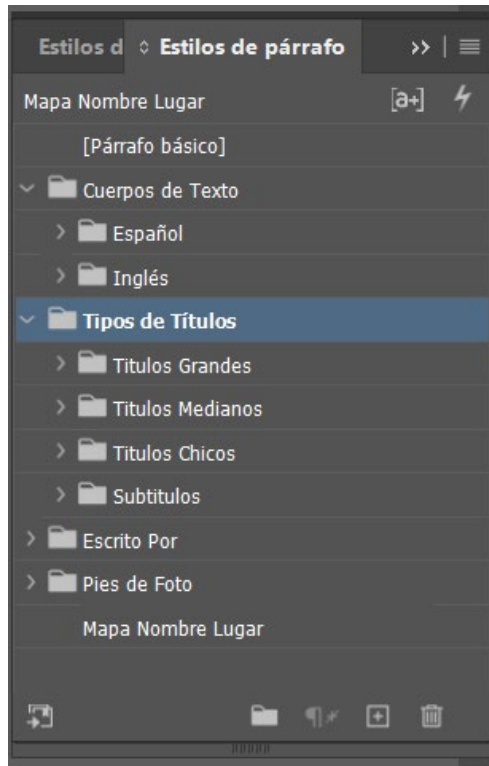 Estilos d Estilos de párrafo
Mapa Nombre Lugar [a+]
[Párrafo básico]
Cuerpos de Texto
Español
Inglés
Tipos de Títulos
Titulos Grandes
Titulos Medianos
Titulos Chicos
Subtitulos
Escrito Por
Pies de Foto
Mapa Nombre Lugar